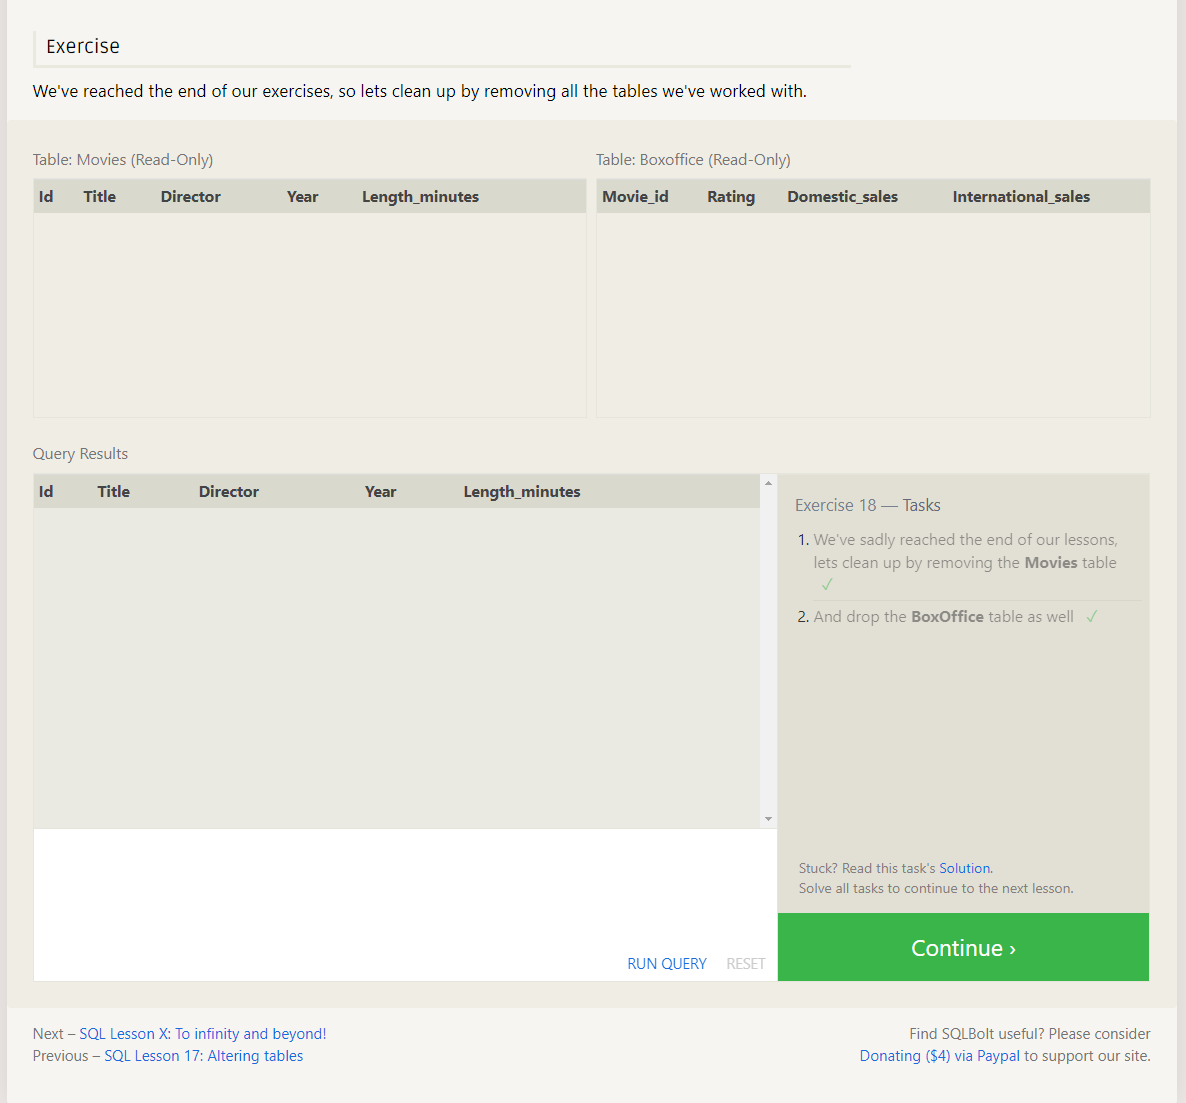 Exercise
We've reached the end of our exercises, so lets clean up by removing all the tables we've worked with.
Table: Movies (Read-Only)
Id Title Director Year Length_minutes
Table: Boxoffice (Read-Only)
Movie_id Rating Domestic_sales International_sales
Query Results
Id Title Director Year Length_minutes
RUN QUERY RESET
Exercise 18 — Tasks
1. We've sadly reached the end of our lessons,
lets clean up by removing the Movies table
✓
2. And drop the BoxOffice table as well ✓
Stuck? Read this task's Solution.
Solve all tasks to continue to the next lesson.
Continue ›
Next – SQL Lesson X: To infinity and beyond!
Previous – SQL Lesson 17: Altering tables
Find SQLBolt useful? Please consider
Donating ($4) via Paypal to support our site.